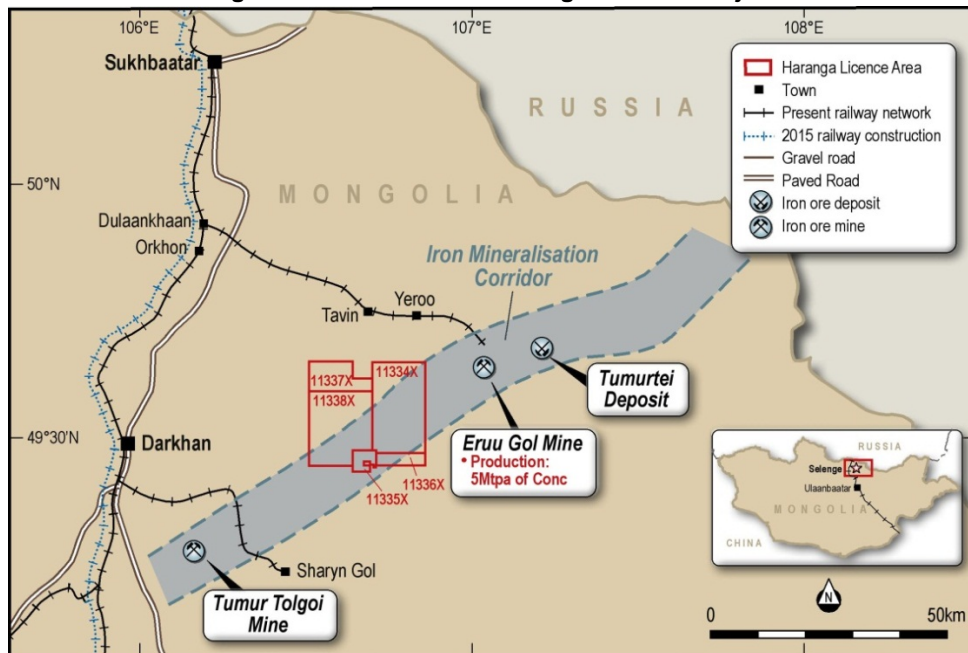 106°
107°
108°
Sukhbaatar
RUSSIA
Haranga Licence Area
Town
Present railway network
2015 railway construction
Gravel road
Paved Road
Iron ore deposit
Iron ore mine
50°N
MONGOLIA
Dulaankhaan
Orkhon
Iron Mineralisation
Corridor
Yeroo
Tavin
11337X
11334X
11338X
Tumurtei
Deposit
49°30'N
Darkhan
Eruu Gol Mine
• Production:
5Mtpa of Conc
11336X
11335X
RUSSIA
Selenge
Ulaanbaatar
MONGOLIA
CHINA
Sharyn Gol
Tumur Tolgoi
Mine
N
0
50km